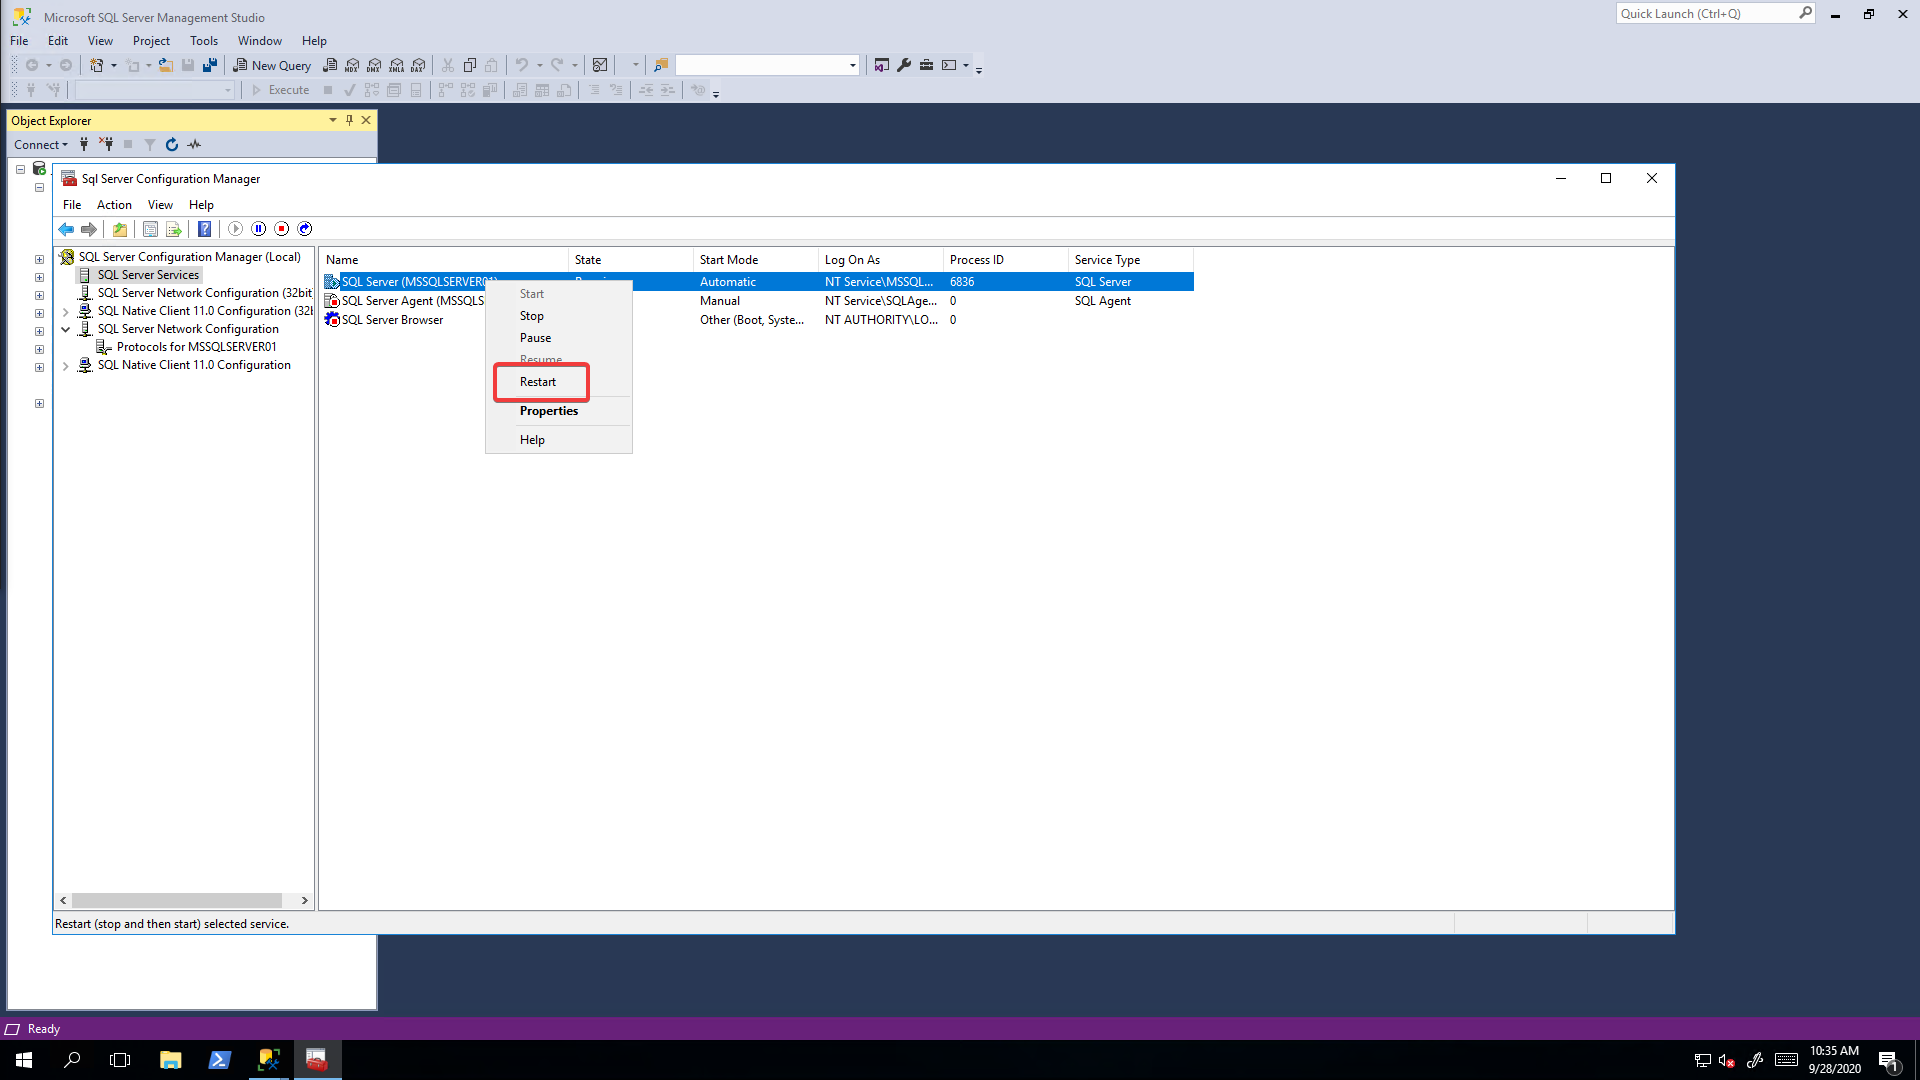 Microsoft SQL Server Management Studio
Quick Launch (Ctrl+Q)
File Edit View Project Tools Window Help
New Query
MDX DMX XMLA DAX
Execute
Object Explorer
Connect
Sql Server Configuration Manager
File Action View Help
SQL Server Configuration Manager (Local)
SQL Server Services
SQL Server Network Configuration (32bit
SQL Native Client 11.0 Configuration (32
SQL Server Network Configuration
Protocols for MSSQLSERVER01
SQL Native Client 11.0 Configuration
Name State Start Mode Log On As Process ID Service Type
SQL Server (MSSQLSERVER01) Automatic NT Service\MSSQL... 6836 SQL Server
SQL Server Agent (MSSQLS Manual NT Service\SQLAge... 0 SQL Agent
SQL Server Browser Other (Boot, Syste... NT AUTHORITY\LO... 0
Start
Stop
Pause
Resume
Restart
Properties
Help
Restart (stop and then start) selected service.
Ready
10:35 AM
9/28/2020
1